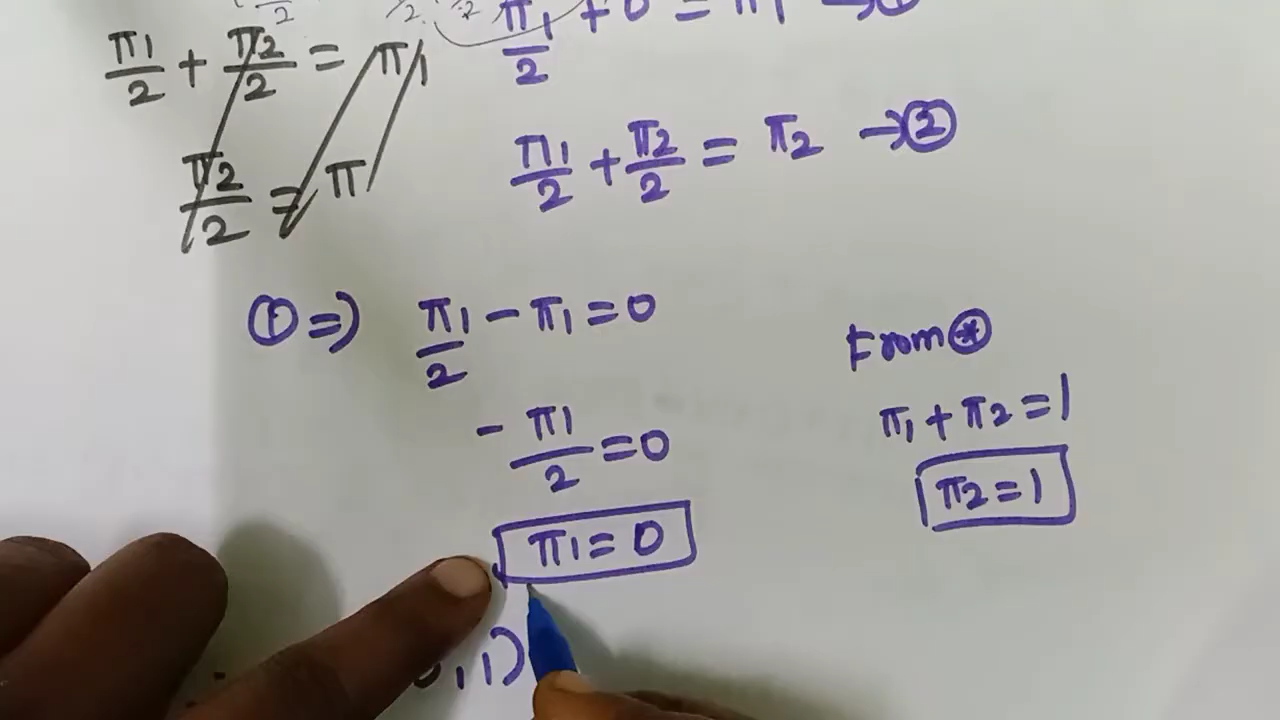 π1/2 + 0 = π1 → ①
π1/2 + π2/2 = π1
π1/2 + π2/2 = π2 → ②
π2/2 = π
① ⇒ π1/2 - π1 = 0
- π1/2 = 0
π1 = 0
From ⊛
π1 + π2 = 1
π2 = 1
, 1)